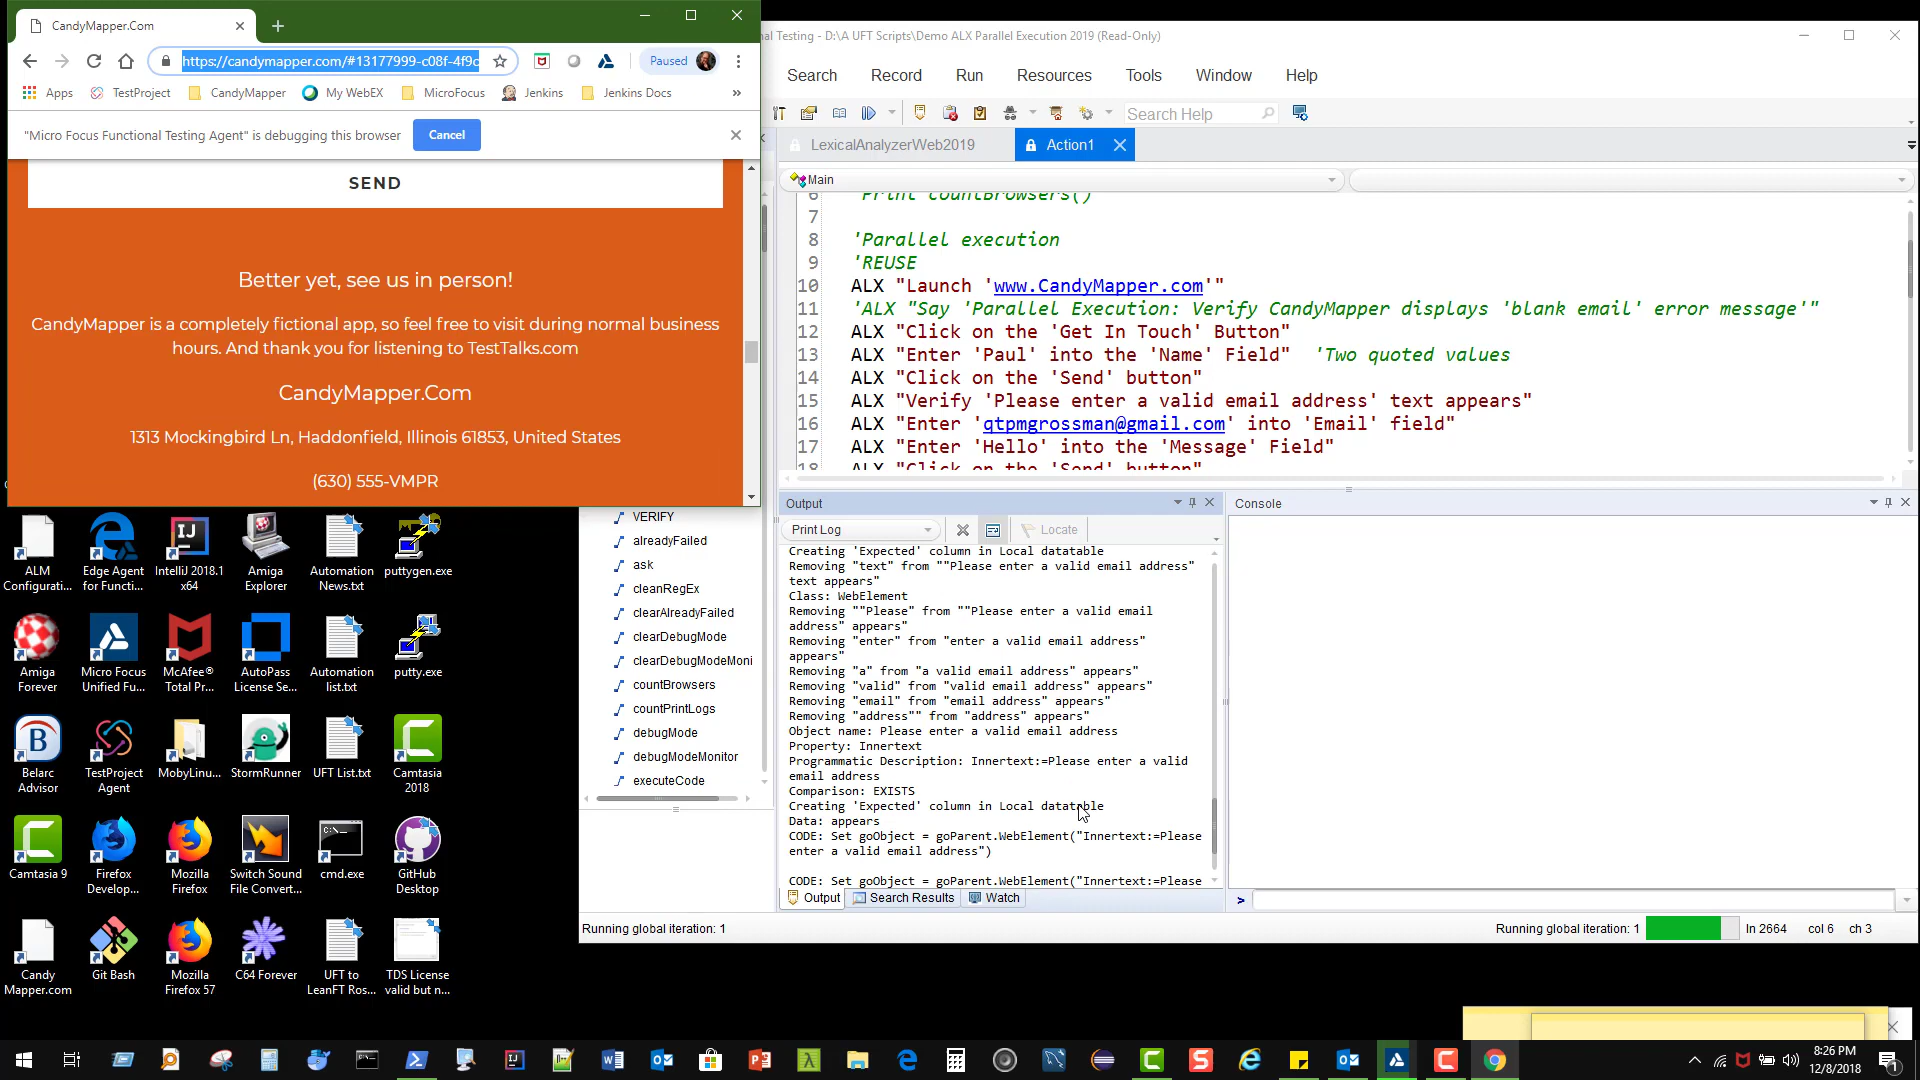 CandyMapper.Com
https://candymapper.com/#13177999-c08f-4f9c
Paused
Apps
TestProject
CandyMapper
My WebEX
MicroFocus
Jenkins
Jenkins Docs
»
"Micro Focus Functional Testing Agent" is debugging this browser
Cancel
SEND
Better yet, see us in person!
CandyMapper is a completely fictional app, so feel free to visit during normal business
hours. And thank you for listening to TestTalks.com
CandyMapper.Com
1313 Mockingbird Ln, Haddonfield, Illinois 61853, United States
(630) 555-VMPR
nal Testing - D:\A UFT Scripts\Demo ALX Parallel Execution 2019 (Read-Only)
Search Record Run Resources Tools Window Help
Search Help
LexicalAnalyzerWeb2019
Action1
Main
6 Print countBrowsers()
7
8 'Parallel execution
9 'REUSE
10 ALX "Launch 'www.CandyMapper.com'"
11 'ALX "Say 'Parallel Execution: Verify CandyMapper displays 'blank email' error message'"
12 ALX "Click on the 'Get In Touch' Button"
13 ALX "Enter 'Paul' into the 'Name' Field" 'Two quoted values
14 ALX "Click on the 'Send' button"
15 ALX "Verify 'Please enter a valid email address' text appears"
16 ALX "Enter 'qtpmgrossman@gmail.com' into 'Email' field"
17 ALX "Enter 'Hello' into the 'Message' Field"
18 ALX "Click on the 'Send' button"
VERIFY
alreadyFailed
ask
cleanRegEx
clearAlreadyFailed
clearDebugMode
clearDebugModeMoni
countBrowsers
countPrintLogs
debugMode
debugModeMonitor
executeCode
Output
Print Log
Locate
Creating 'Expected' column in Local datatable
Removing "text" from ""Please enter a valid email address"
text appears"
Class: WebElement
Removing ""Please" from ""Please enter a valid email
address" appears"
Removing "enter" from "enter a valid email address"
appears"
Removing "a" from "a valid email address" appears"
Removing "valid" from "valid email address" appears"
Removing "email" from "email address" appears"
Removing "address"" from "address" appears"
Object name: Please enter a valid email address
Property: Innertext
Programmatic Description: Innertext:=Please enter a valid
email address
Comparison: EXISTS
Creating 'Expected' column in Local datatable
Data: appears
CODE: Set goObject = goParent.WebElement("Innertext:=Please
enter a valid email address")
CODE: Set goObject = goParent.WebElement("Innertext:=Please
Output
Search Results
Watch
Console
>
Running global iteration: 1
Running global iteration: 1
ln 2664 col 6 ch 3
ALM
Configurati...
Edge Agent
for Functi...
IntelliJ 2018.1
x64
Amiga
Explorer
Automation
News.txt
puttygen.exe
Amiga
Forever
Micro Focus
Unified Fu...
McAfee®
Total Pr...
AutoPass
License Se...
Automation
list.txt
putty.exe
Belarc
Advisor
TestProject
Agent
MobyLinu...
StormRunner
UFT List.txt
Camtasia
2018
Camtasia 9
Firefox
Develop...
Mozilla
Firefox
Switch Sound
File Convert...
cmd.exe
GitHub
Desktop
Candy
Mapper.com
Git Bash
Mozilla
Firefox 57
C64 Forever
UFT to
LeanFT Ros...
TDS License
valid but n...
8:26 PM
12/8/2018
1